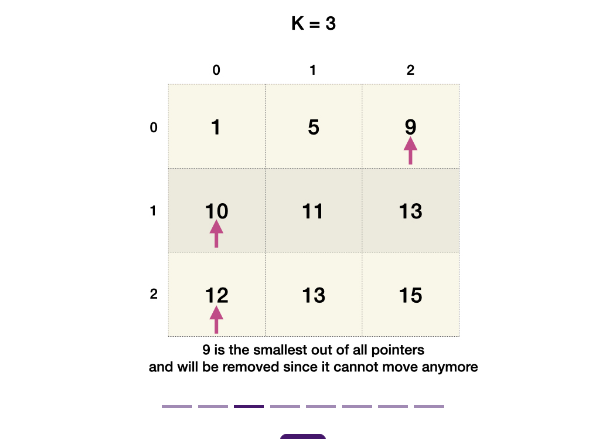 K = 3
0 1 2
0 1 5 9
1 10 11 13
2 12 13 15
9 is the smallest out of all pointers
and will be removed since it cannot move anymore